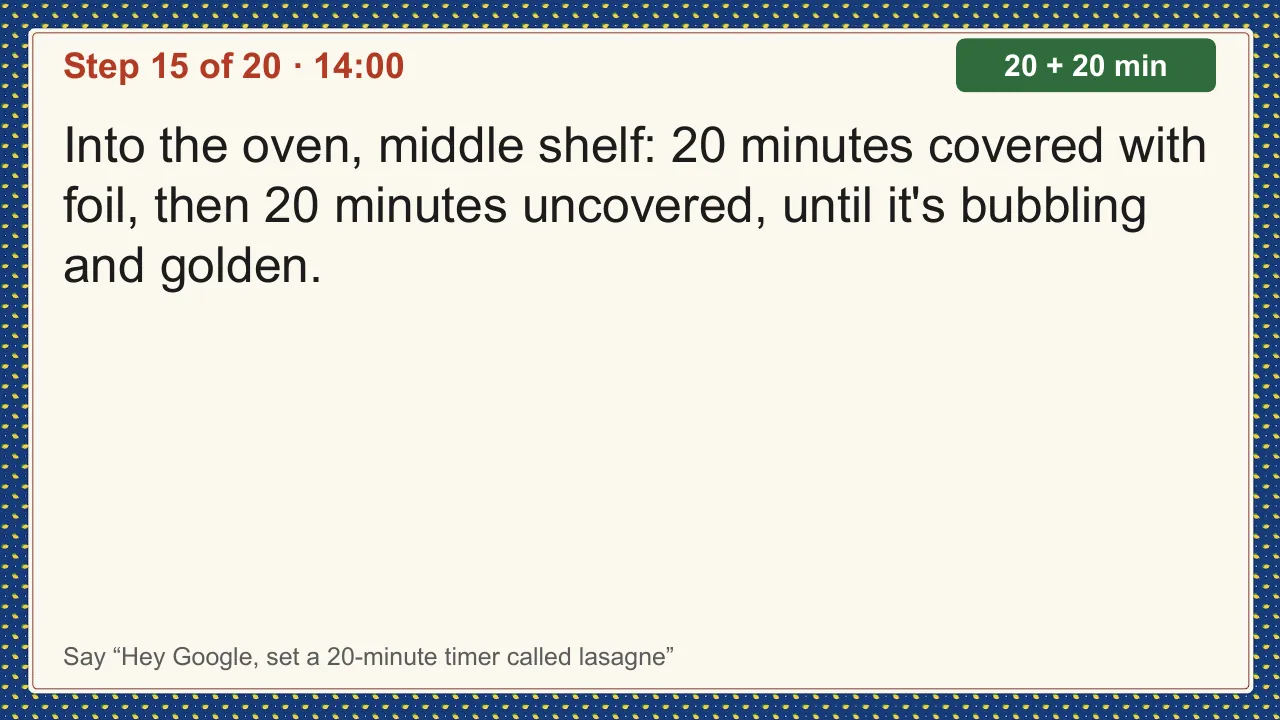 Step 15 of 20 · 14:00
20 + 20 min
Into the oven, middle shelf: 20 minutes covered with
foil, then 20 minutes uncovered, until it's bubbling
and golden.
Say “Hey Google, set a 20-minute timer called lasagne”